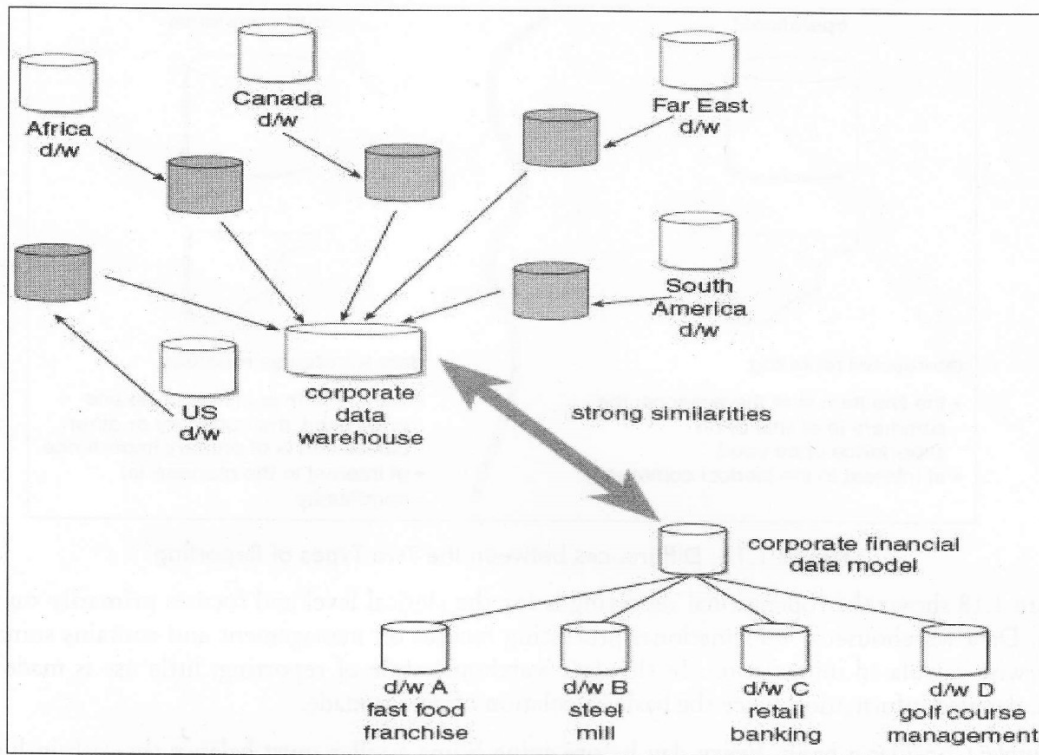 Africa
d/w
Canada
d/w
Far East
d/w
South
America
d/w
US
d/w
corporate
data
warehouse
strong similarities
corporate financial
data model
d/w A
fast food
franchise
d/w B
steel
mill
d/w C
retail
banking
d/w D
golf course
management